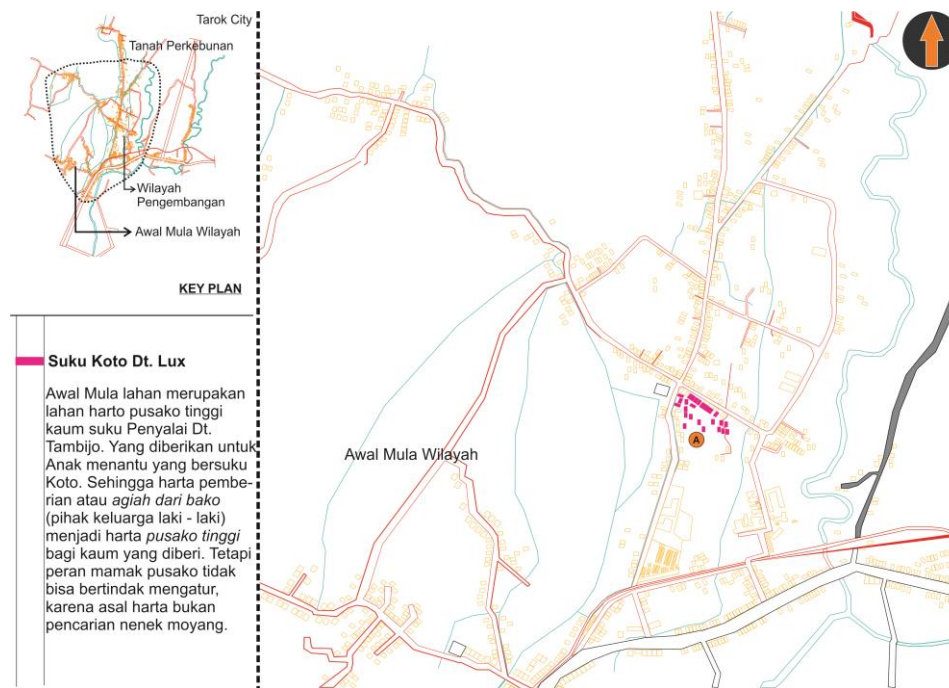 Tarok City
Tanah Perkebunan
Wilayah
Pengembangan
Awal Mula Wilayah
KEY PLAN
Suku Koto Dt. Lux
Awal Mula lahan merupakan
lahan harto pusako tinggi
kaum suku Penyalai Dt.
Tambijo. Yang diberikan untuk
Anak menantu yang bersuku
Koto. Sehingga harta pembe-
rian atau agiah dari bako
(pihak keluarga laki - laki)
menjadi harta pusako tinggi
bagi kaum yang diberi. Tetapi
peran mamak pusako tidak
bisa bertindak mengatur,
karena asal harta bukan
pencarian nenek moyang.
Awal Mula Wilayah
A